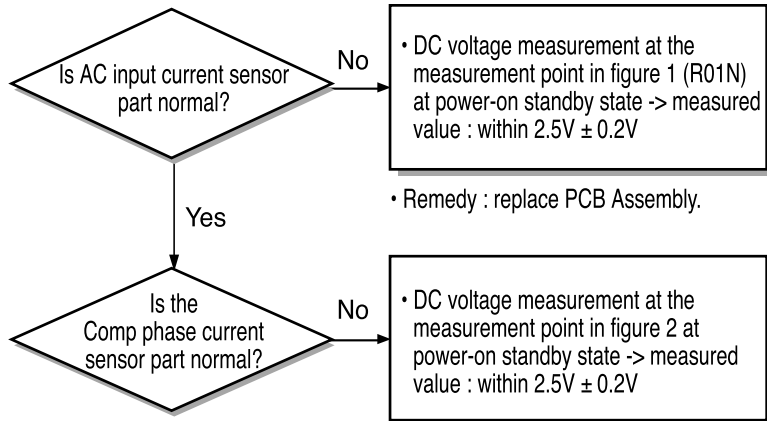 Is AC input current sensor
part normal?
No
• DC voltage measurement at the
measurement point in figure 1 (R01N)
at power-on standby state -> measured
value : within 2.5V ± 0.2V
• Remedy : replace PCB Assembly.
Yes
Is the
Comp phase current
sensor part normal?
No
• DC voltage measurement at the
measurement point in figure 2 at
power-on standby state -> measured
value : within 2.5V ± 0.2V